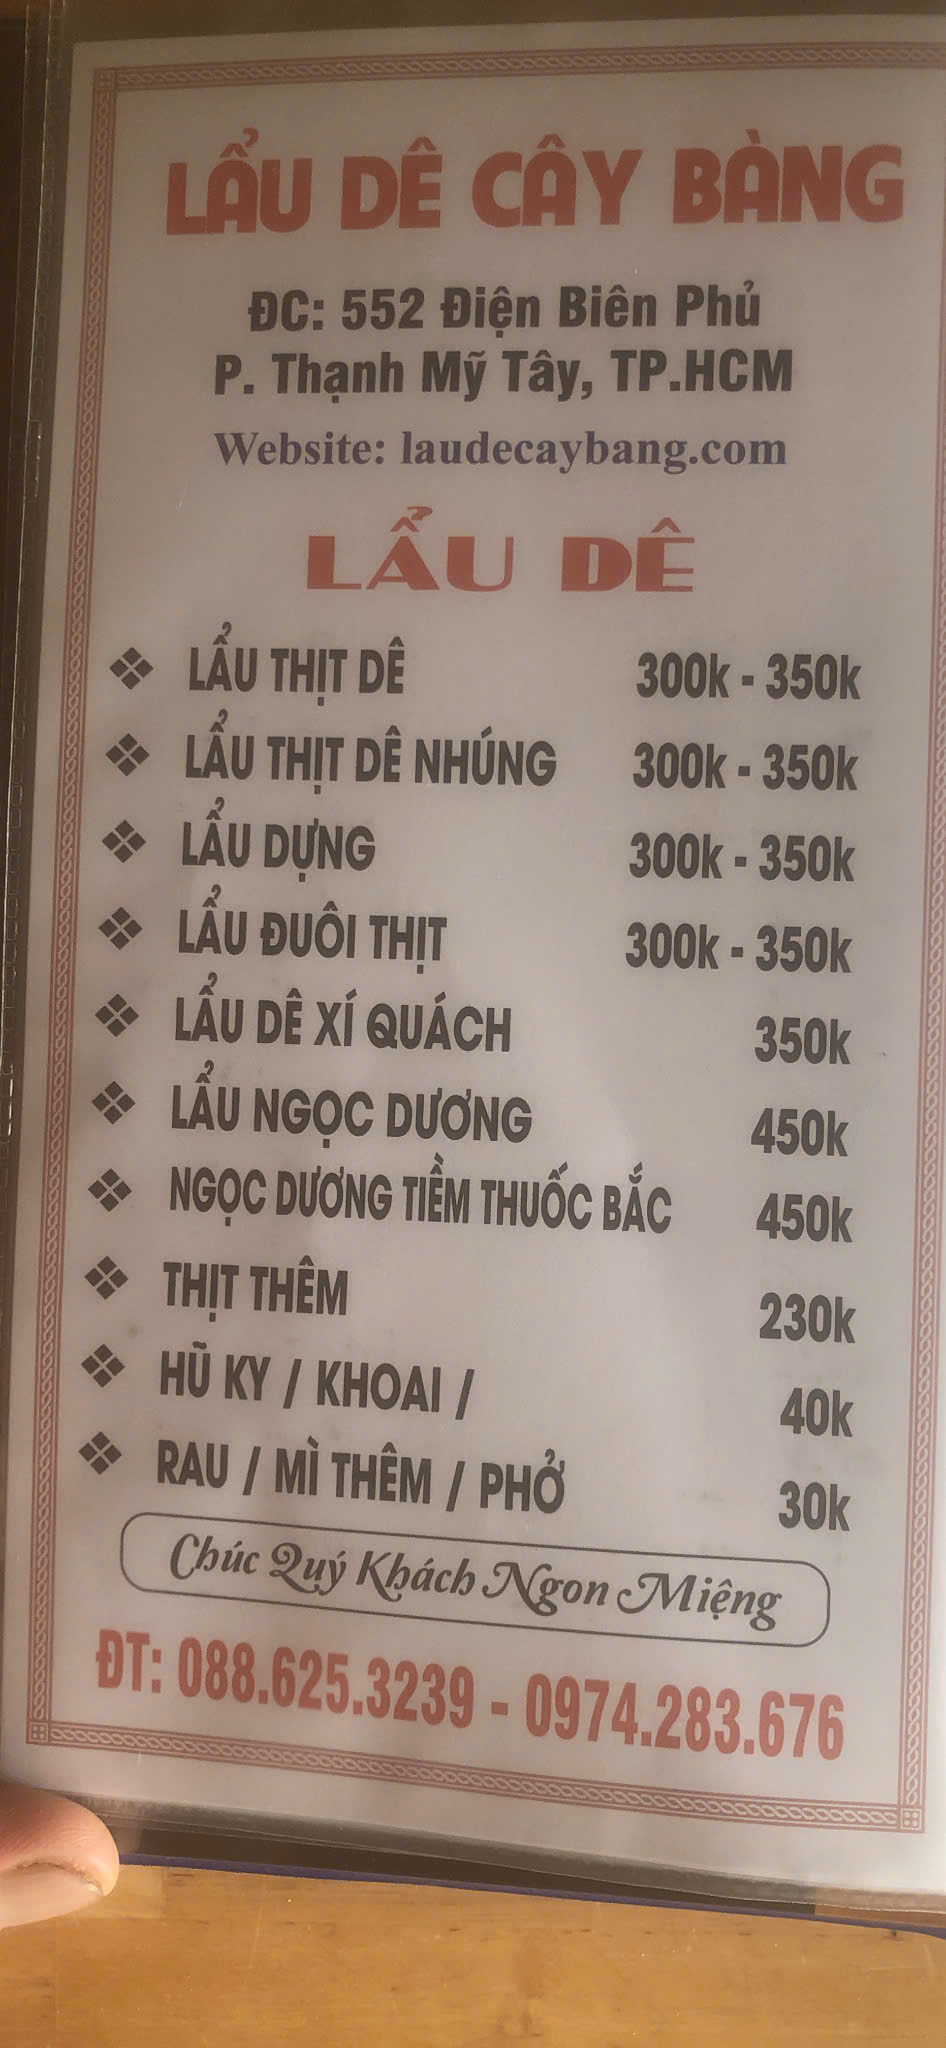 LẨU DÊ CÂY BÀNG
ĐC: 552 Điện Biên Phủ
P. Thạnh Mỹ Tây, TP.HCM
Website: laudecaybang.com
LẨU DÊ
❖ LẨU THỊT DÊ 300k - 350k
❖ LẨU THỊT DÊ NHÚNG 300k - 350k
❖ LẨU DỰNG 300k - 350k
❖ LẨU ĐUÔI THỊT 300k - 350k
❖ LẨU DÊ XÍ QUÁCH 350k
❖ LẨU NGỌC DƯƠNG 450k
❖ NGỌC DƯƠNG TIỀM THUỐC BẮC 450k
❖ THỊT THÊM 230k
❖ HŨ KY / KHOAI / 40k
❖ RAU / MÌ THÊM / PHỞ 30k
Chúc Quý Khách Ngon Miệng
ĐT: 088.625.3239 - 0974.283.676